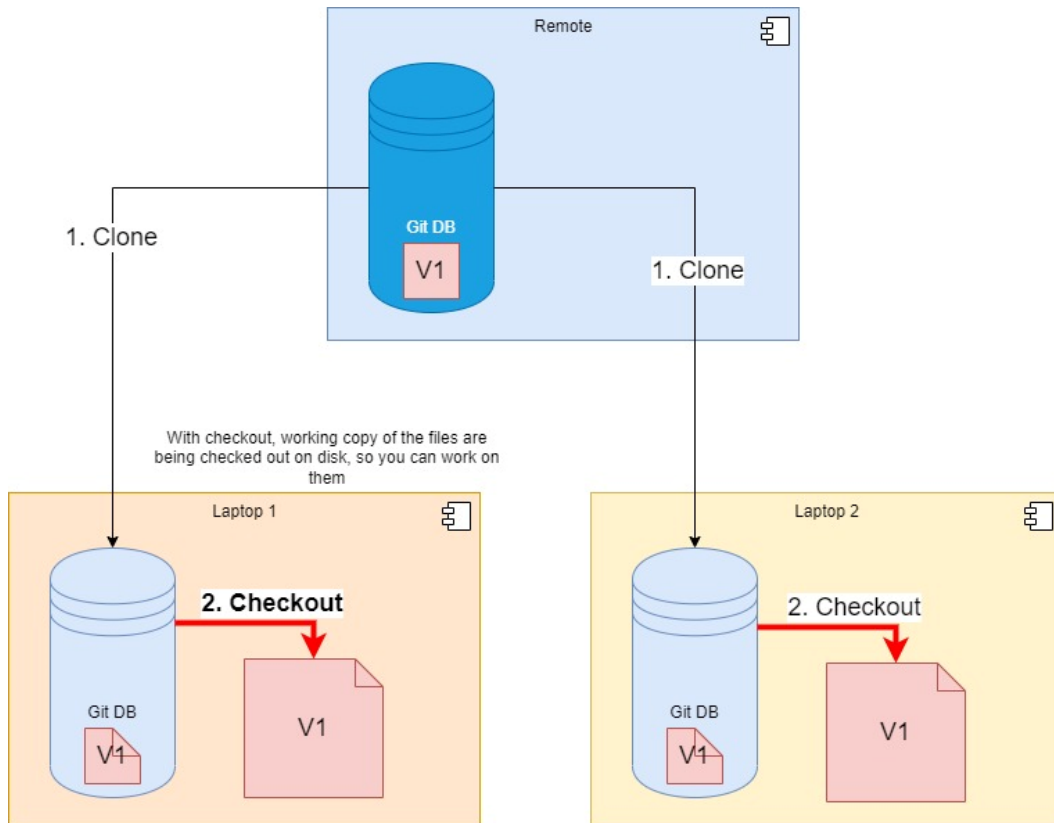 Remote
Git DB
V1
1. Clone
1. Clone
With checkout, working copy of the files are
being checked out on disk, so you can work on
them
Laptop 1
2. Checkout
Git DB
V1
V1
Laptop 2
2. Checkout
Git DB
V1
V1